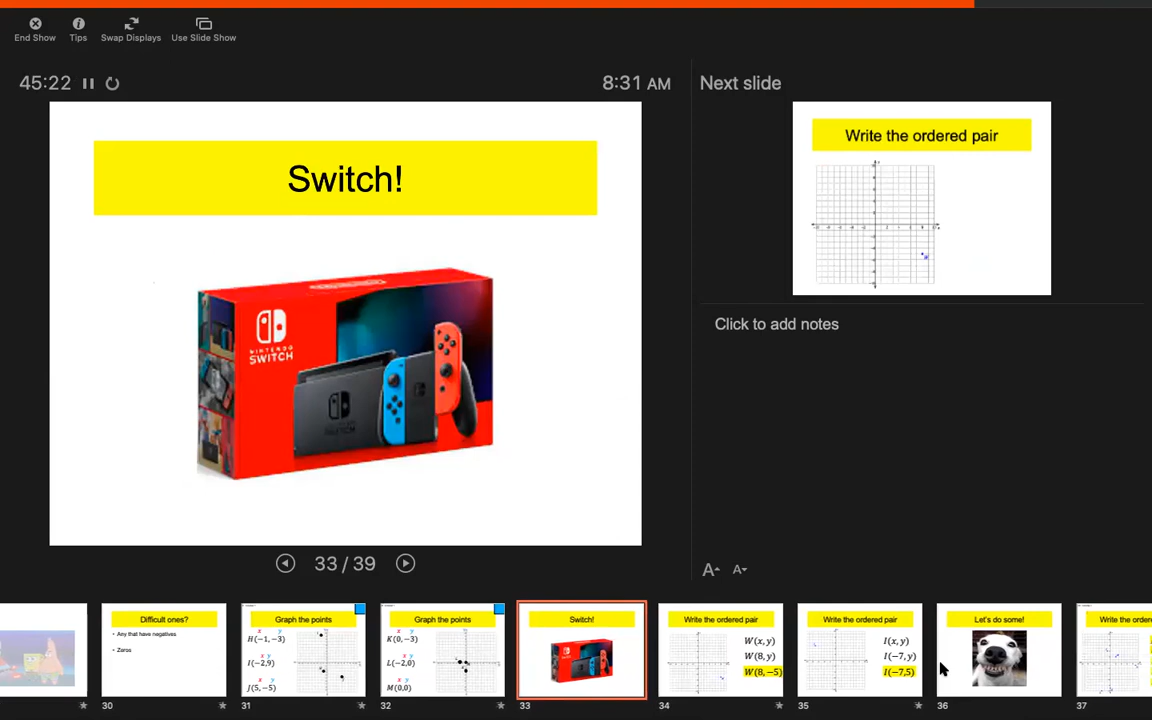 End Show
Tips
Swap Displays
Use Slide Show
45:22
8:31 AM
Next slide
Switch!
NINTENDO
SWITCH
Write the ordered pair
Click to add notes
33 / 39
A
A
Difficult ones?
• Any that have negatives
• Zeros
30
Graph the points
x y
H(−1,−3)
x y
I(−2,9)
x y
J(5,−5)
31
Graph the points
x y
K(0,−3)
x y
L(−2,0)
x y
M(0,0)
32
Switch!
33
Write the ordered pair
W(x, y)
W(8, y)
W(8, −5)
34
Write the ordered pair
I(x, y)
I(−7, y)
I(−7,5)
35
Let's do some!
36
Write the ordere
37